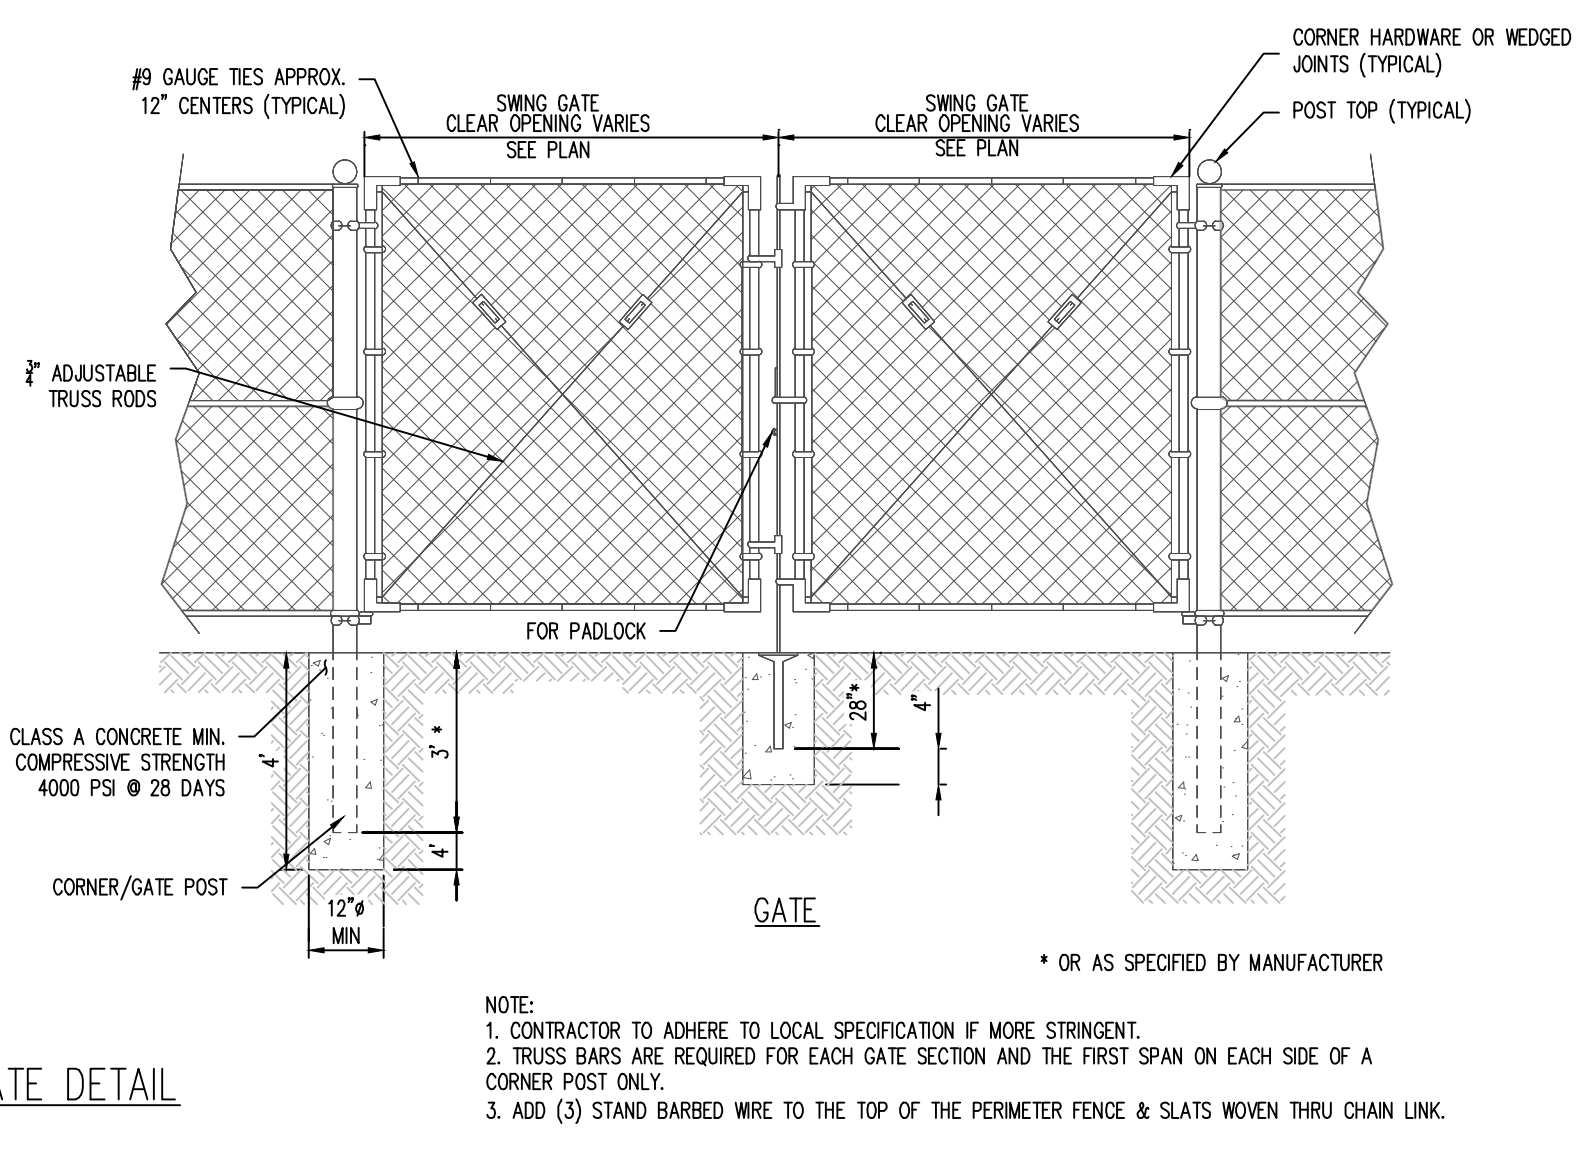 CORNER HARDWARE OR WEDGED
JOINTS (TYPICAL)
#9 GAUGE TIES APPROX.
12" CENTERS (TYPICAL)
SWING GATE
CLEAR OPENING VARIES
SEE PLAN
SWING GATE
CLEAR OPENING VARIES
SEE PLAN
POST TOP (TYPICAL)
3/4" ADJUSTABLE
TRUSS RODS
FOR PADLOCK
CLASS A CONCRETE MIN.
COMPRESSIVE STRENGTH
4000 PSI @ 28 DAYS
4'
3' *
4'
28"*
4"
CORNER/GATE POST
12"ø
MIN
GATE
* OR AS SPECIFIED BY MANUFACTURER
NOTE:
1. CONTRACTOR TO ADHERE TO LOCAL SPECIFICATION IF MORE STRINGENT.
2. TRUSS BARS ARE REQUIRED FOR EACH GATE SECTION AND THE FIRST SPAN ON EACH SIDE OF A
CORNER POST ONLY.
3. ADD (3) STAND BARBED WIRE TO THE TOP OF THE PERIMETER FENCE & SLATS WOVEN THRU CHAIN LINK.
ATE DETAIL